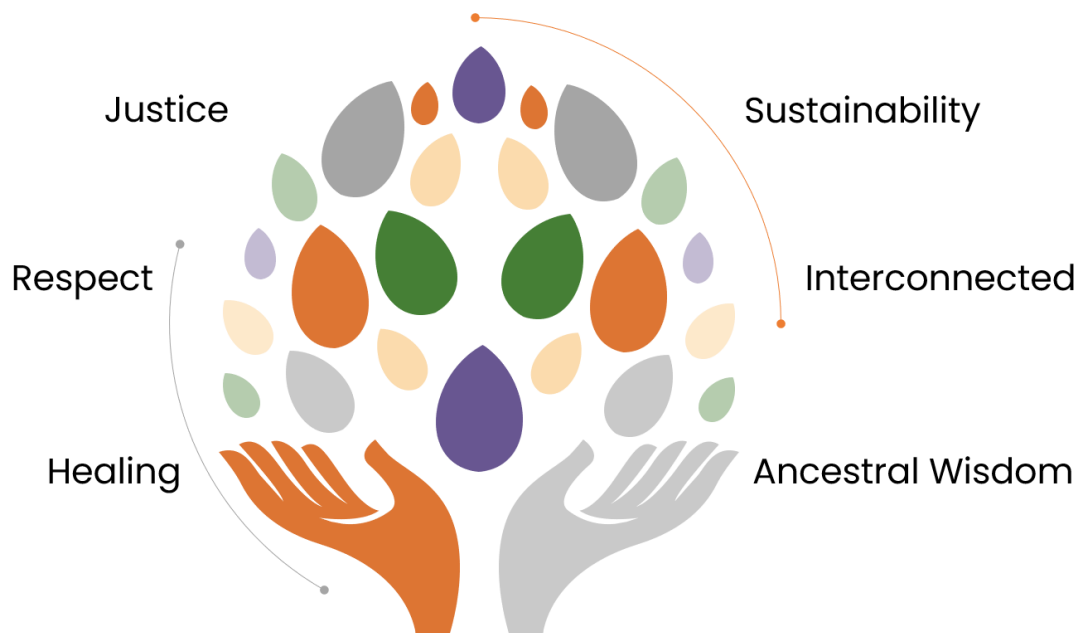 Justice
Sustainability
Respect
Interconnected
Healing
Ancestral Wisdom